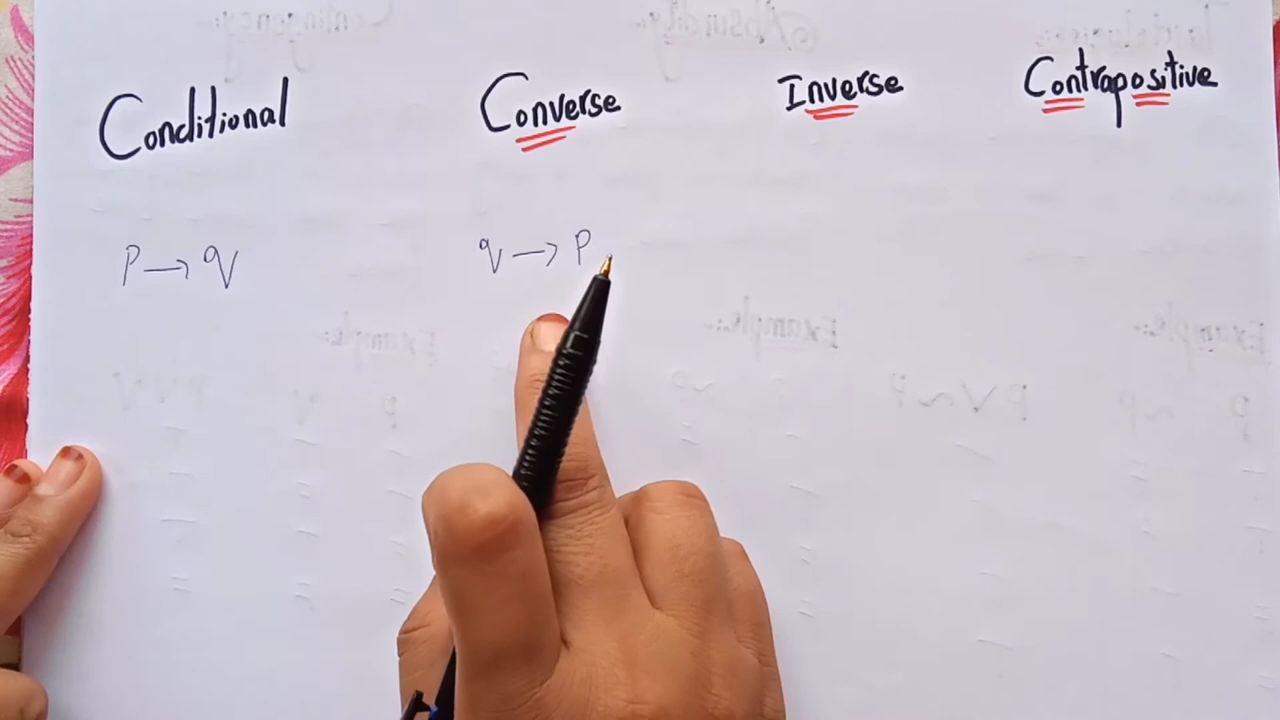 Conditional Converse Inverse Contrapositive
P → q q → P